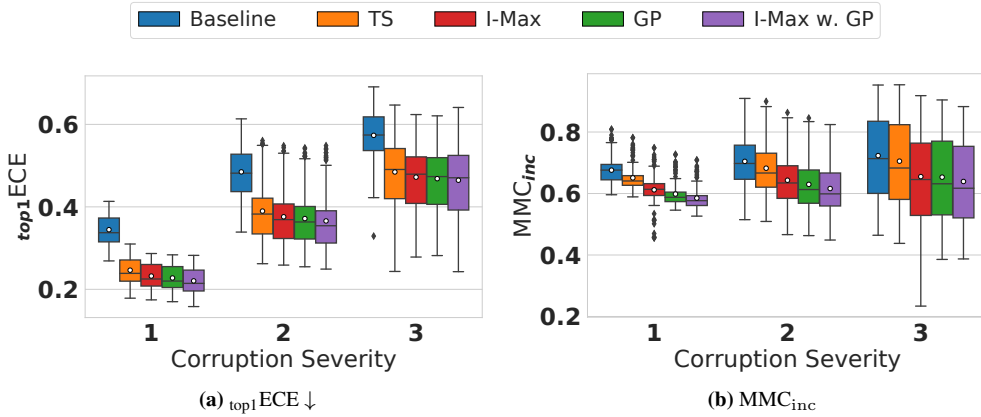 Baseline TS I-Max GP I-Max w. GP
top1ECE
0.6
0.4
0.2
1 2 3
Corruption Severity
(a) top1ECE ↓
MMCinc
0.8
0.6
0.4
0.2
1 2 3
Corruption Severity
(b) MMCinc